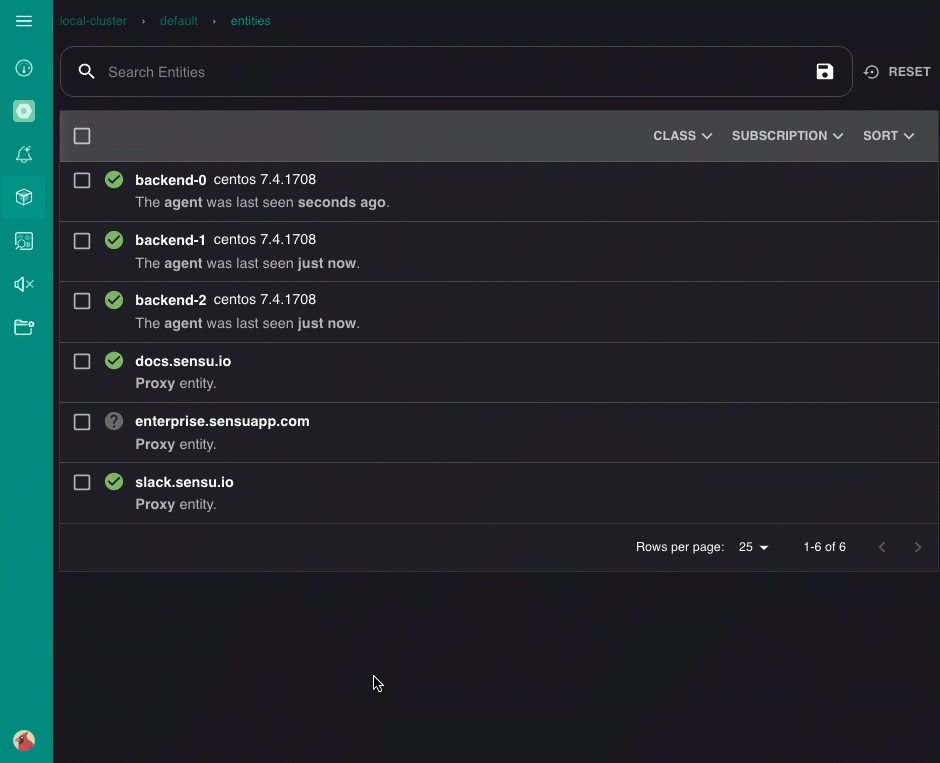 local-cluster › default › entities
Search Entities
RESET
CLASS SUBSCRIPTION SORT
backend-0 centos 7.4.1708
The agent was last seen seconds ago.
backend-1 centos 7.4.1708
The agent was last seen just now.
backend-2 centos 7.4.1708
The agent was last seen just now.
docs.sensu.io
Proxy entity.
?
enterprise.sensuapp.com
Proxy entity.
slack.sensu.io
Proxy entity.
Rows per page: 25 1-6 of 6